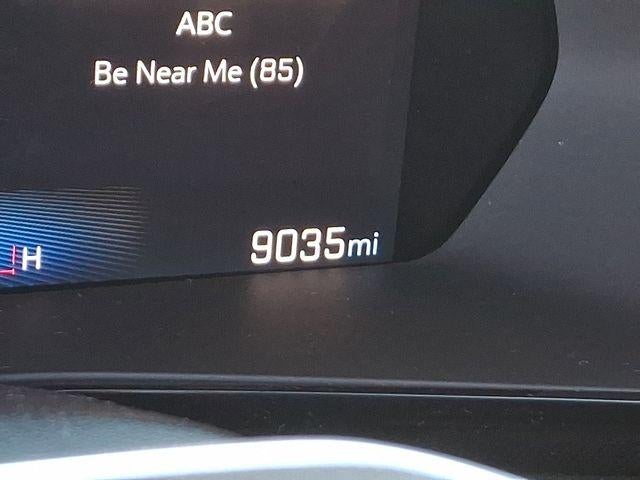 ABC
Be Near Me (85)
H
9035mi